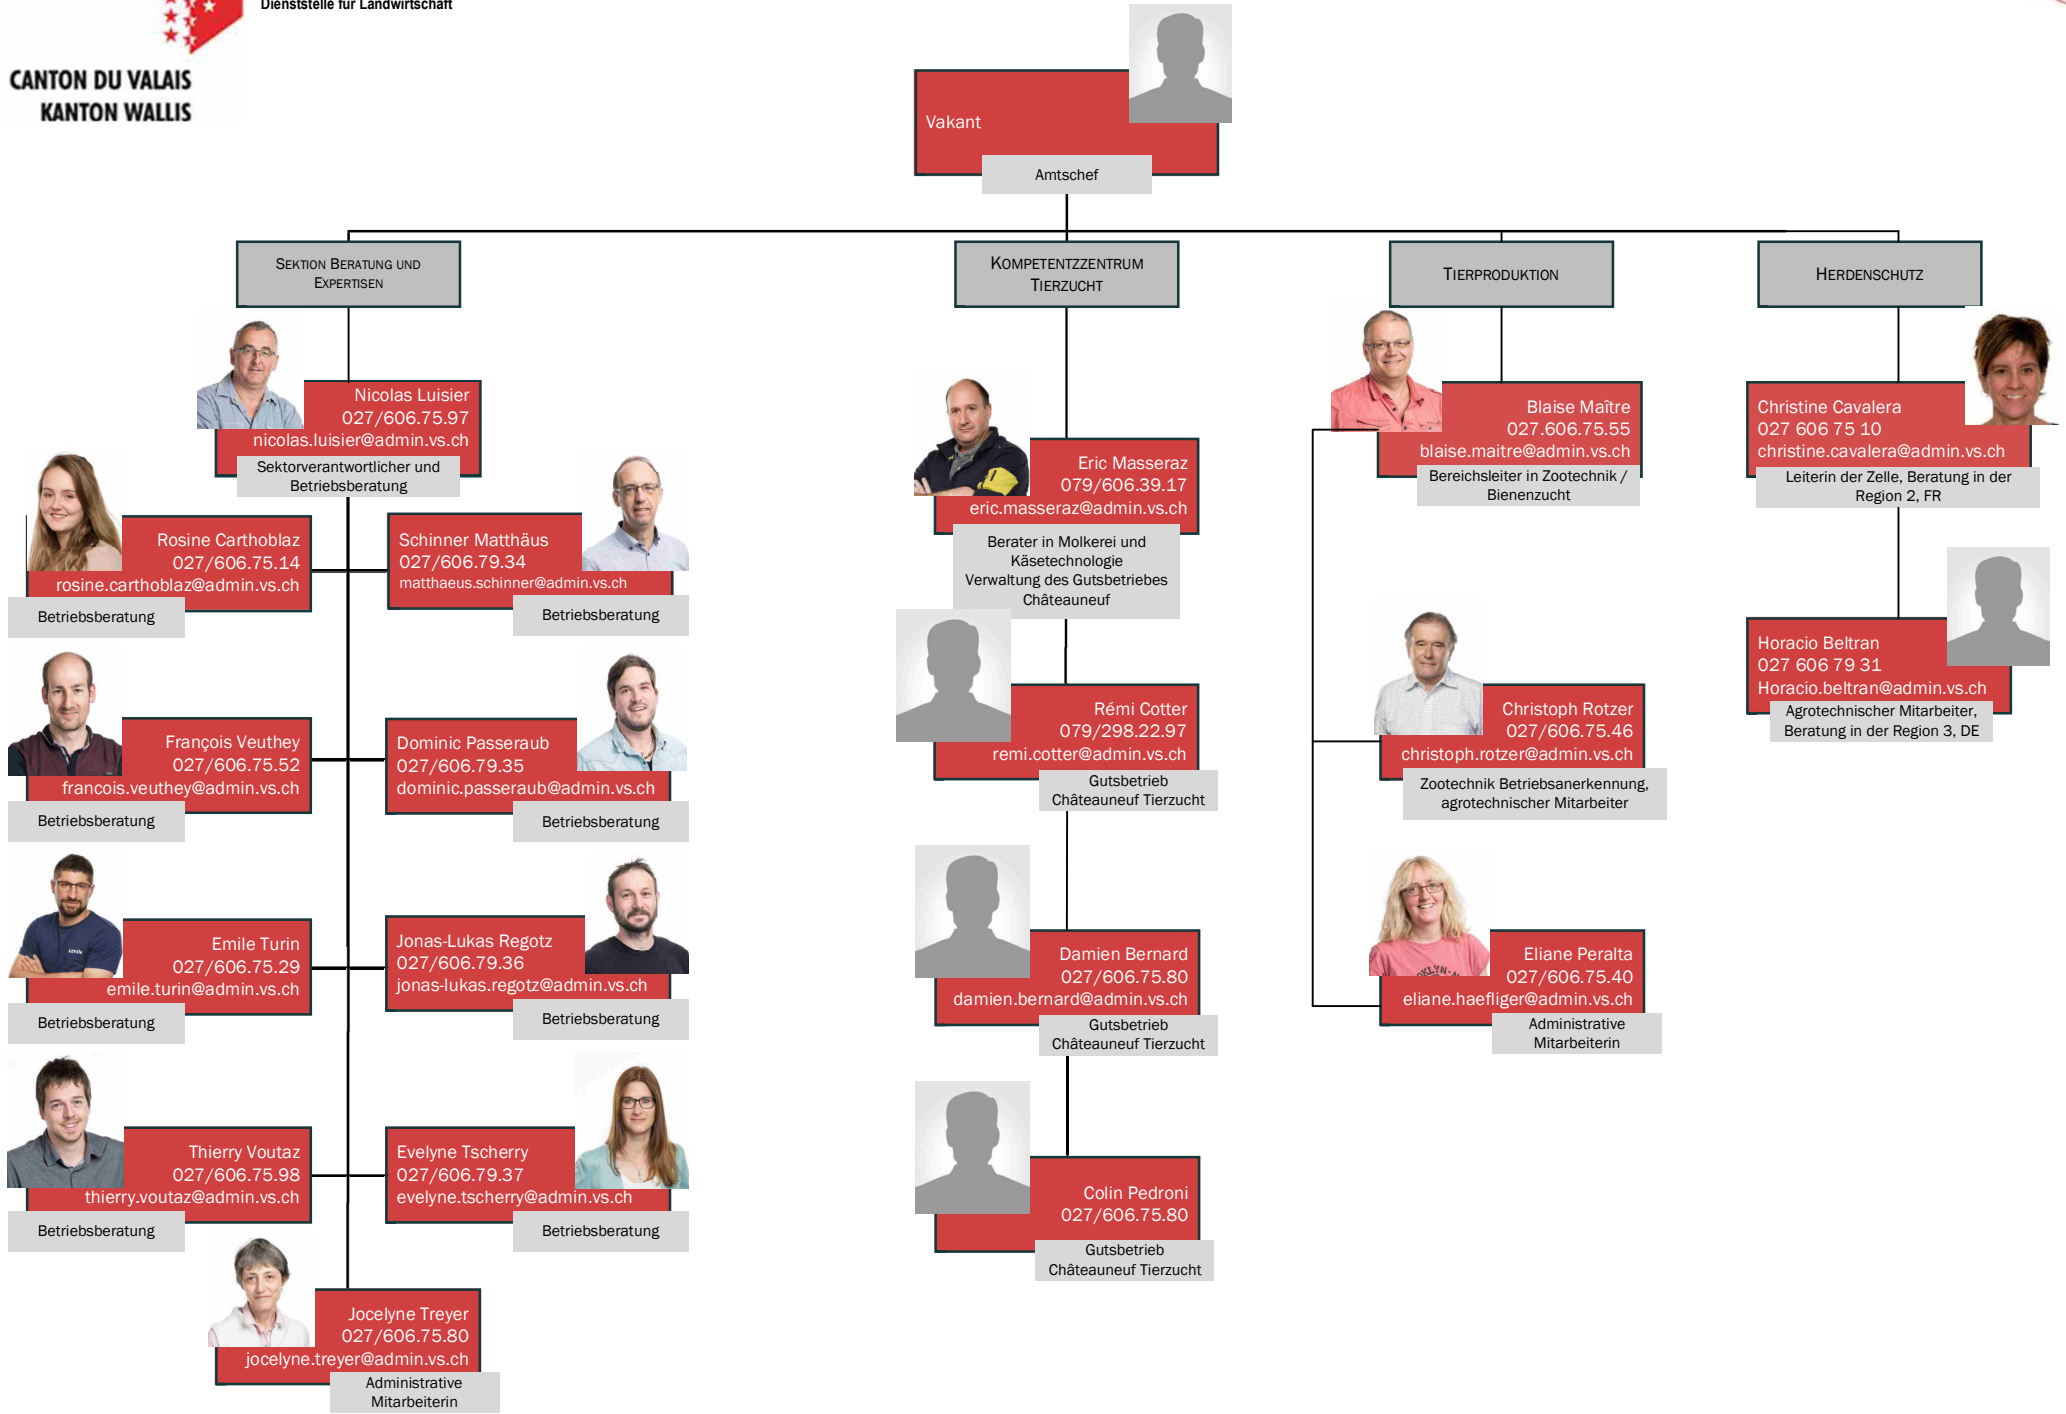 Dienststelle für Landwirtschaft
CANTON DU VALAIS
KANTON WALLIS
Vakant
Amtschef
SEKTION BERATUNG UND
EXPERTISEN
Nicolas Luisier
027/606.75.97
nicolas.luisier@admin.vs.ch
Sektorverantwortlicher und
Betriebsberatung
Rosine Carthoblaz
027/606.75.14
rosine.carthoblaz@admin.vs.ch
Betriebsberatung
Schinner Matthäus
027/606.79.34
matthaeus.schinner@admin.vs.ch
Betriebsberatung
François Veuthey
027/606.75.52
francois.veuthey@admin.vs.ch
Betriebsberatung
Dominic Passeraub
027/606.79.35
dominic.passeraub@admin.vs.ch
Betriebsberatung
Emile Turin
027/606.75.29
emile.turin@admin.vs.ch
Betriebsberatung
Jonas-Lukas Regotz
027/606.79.36
jonas-lukas.regotz@admin.vs.ch
Betriebsberatung
Thierry Voutaz
027/606.75.98
thierry.voutaz@admin.vs.ch
Betriebsberatung
Evelyne Tscherry
027/606.79.37
evelyne.tscherry@admin.vs.ch
Betriebsberatung
Jocelyne Treyer
027/606.75.80
jocelyne.treyer@admin.vs.ch
Administrative
Mitarbeiterin
KOMPETENTZZENTRUM
TIERZUCHT
Eric Masseraz
079/606.39.17
eric.masseraz@admin.vs.ch
Berater in Molkerei und
Käsetechnologie
Verwaltung des Gutsbetriebes
Châteauneuf
Rémi Cotter
079/298.22.97
remi.cotter@admin.vs.ch
Gutsbetrieb
Châteauneuf Tierzucht
Damien Bernard
027/606.75.80
damien.bernard@admin.vs.ch
Gutsbetrieb
Châteauneuf Tierzucht
Colin Pedroni
027/606.75.80
Gutsbetrieb
Châteauneuf Tierzucht
TIERPRODUKTION
Blaise Maître
027.606.75.55
blaise.maitre@admin.vs.ch
Bereichsleiter in Zootechnik /
Bienenzucht
Christoph Rotzer
027/606.75.46
christoph.rotzer@admin.vs.ch
Zootechnik Betriebsanerkennung,
agrotechnischer Mitarbeiter
Eliane Peralta
027/606.75.40
eliane.haefliger@admin.vs.ch
Administrative
Mitarbeiterin
HERDENSCHUTZ
Christine Cavalera
027 606 75 10
christine.cavalera@admin.vs.ch
Leiterin der Zelle, Beratung in der
Region 2, FR
Horacio Beltran
027 606 79 31
Horacio.beltran@admin.vs.ch
Agrotechnischer Mitarbeiter,
Beratung in der Region 3, DE